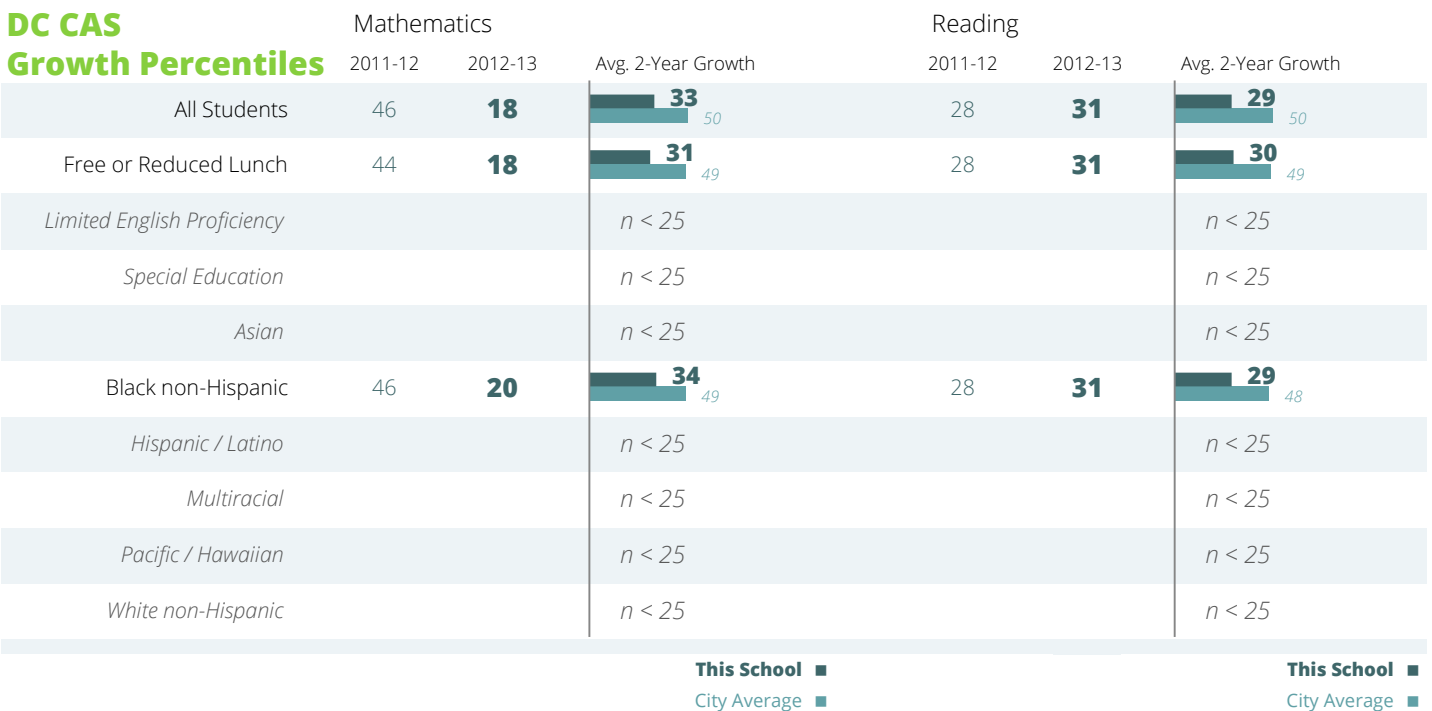 DC CAS Mathematics Reading
Growth Percentiles 2011-12 2012-13 Avg. 2-Year Growth 2011-12 2012-13 Avg. 2-Year Growth
All Students 46 18 33 50 28 31 29 50
Free or Reduced Lunch 44 18 31 49 28 31 30 49
Limited English Proficiency n < 25 n < 25
Special Education n < 25 n < 25
Asian n < 25 n < 25
Black non-Hispanic 46 20 34 49 28 31 29 48
Hispanic / Latino n < 25 n < 25
Multiracial n < 25 n < 25
Pacific / Hawaiian n < 25 n < 25
White non-Hispanic n < 25 n < 25
This School This School
City Average City Average